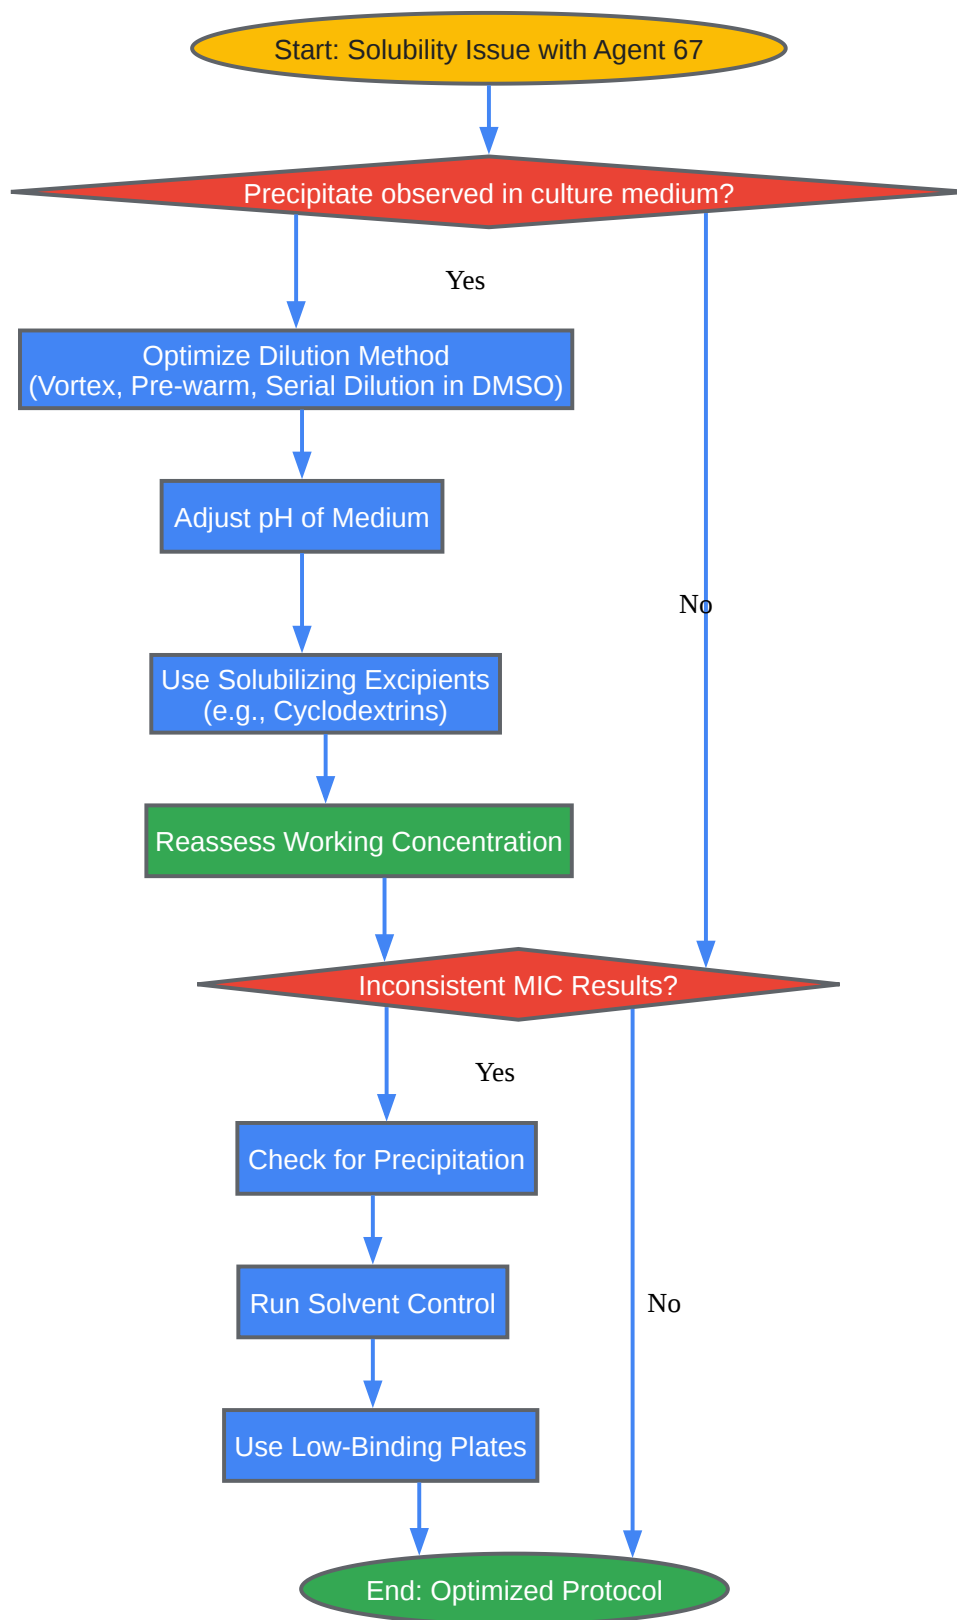 Start: Solubility Issue with Agent 67
Precipitate observed in culture medium?
Yes
Optimize Dilution Method
(Vortex, Pre-warm, Serial Dilution in DMSO)
Adjust pH of Medium
No
Use Solubilizing Excipients
(e.g., Cyclodextrins)
Reassess Working Concentration
Inconsistent MIC Results?
Yes
Check for Precipitation
Run Solvent Control
No
Use Low-Binding Plates
End: Optimized Protocol